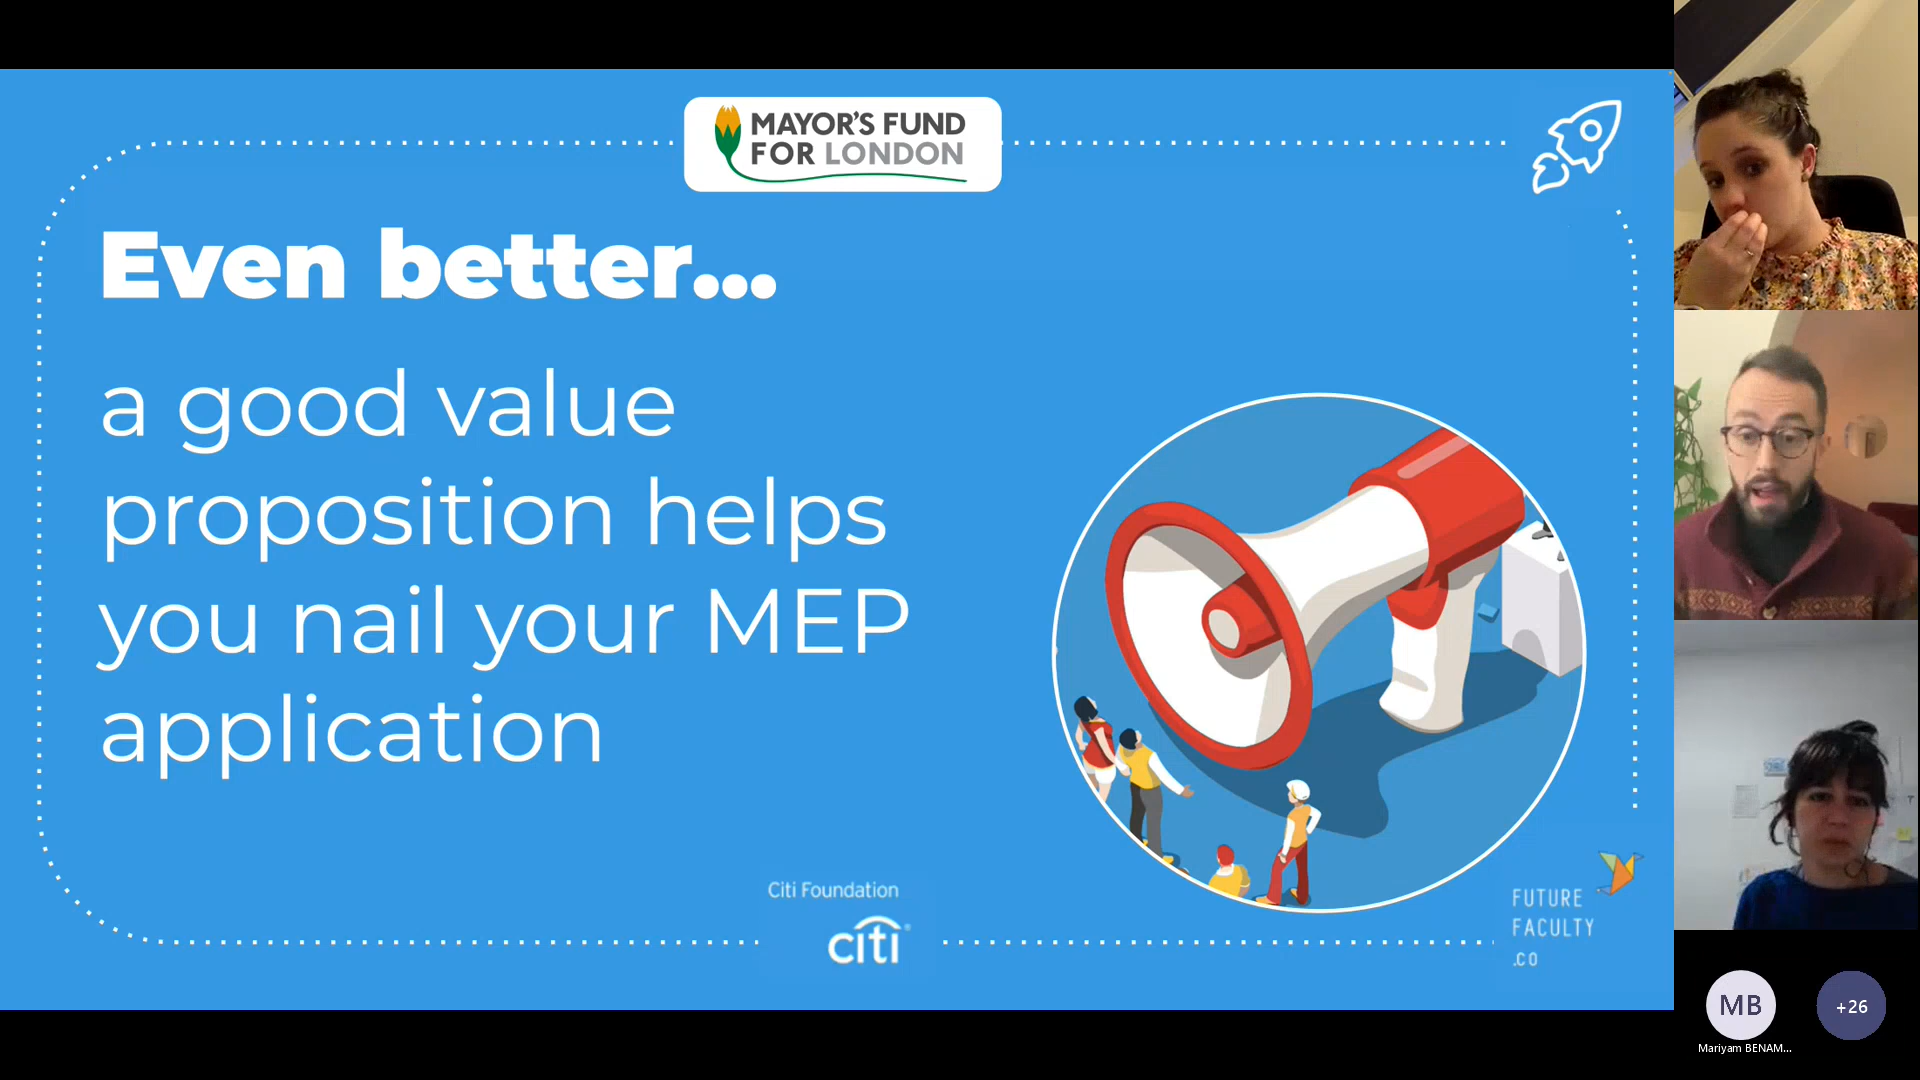 MAYOR'S FUND
FOR LONDON
Even better...
a good value
proposition helps
you nail your MEP
application
Citi Foundation
citi
FUTURE
FACULTY
.CO
MB
+26
Mariyam BENAM...